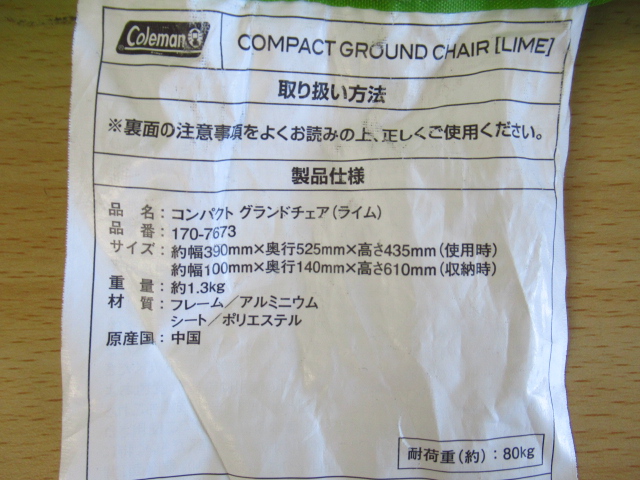 Coleman
COMPACT GROUND CHAIR [LIME]
取り扱い方法
※裏面の注意事項をよくお読みの上、正しくご使用ください。
製品仕様
品 名：コンパクト グランドチェア（ライム）
品 番：170-7673
サイズ：約幅390mm×奥行525mm×高さ435mm（使用時）
約幅100mm×奥行140mm×高さ610mm（収納時）
重 量：約1.3kg
材 質：フレーム／アルミニウム
シート／ポリエステル
原産国：中国
耐荷重（約）：80kg